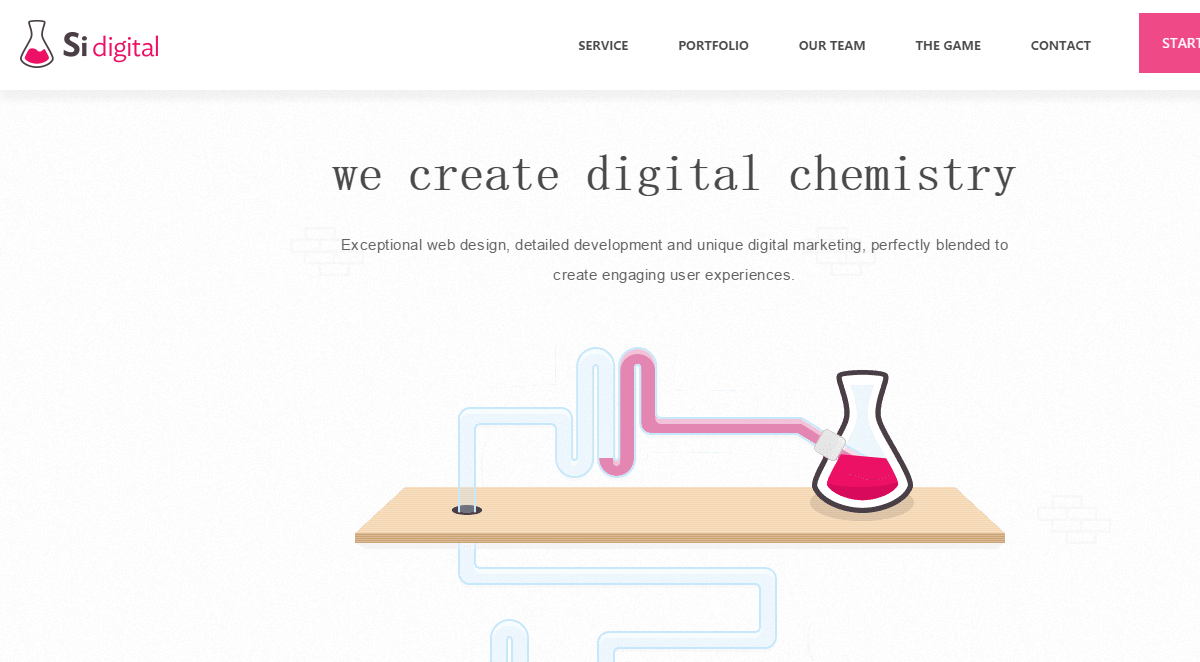 Si digital
SERVICE PORTFOLIO OUR TEAM THE GAME CONTACT START
we create digital chemistry
Exceptional web design, detailed development and unique digital marketing, perfectly blended to
create engaging user experiences.